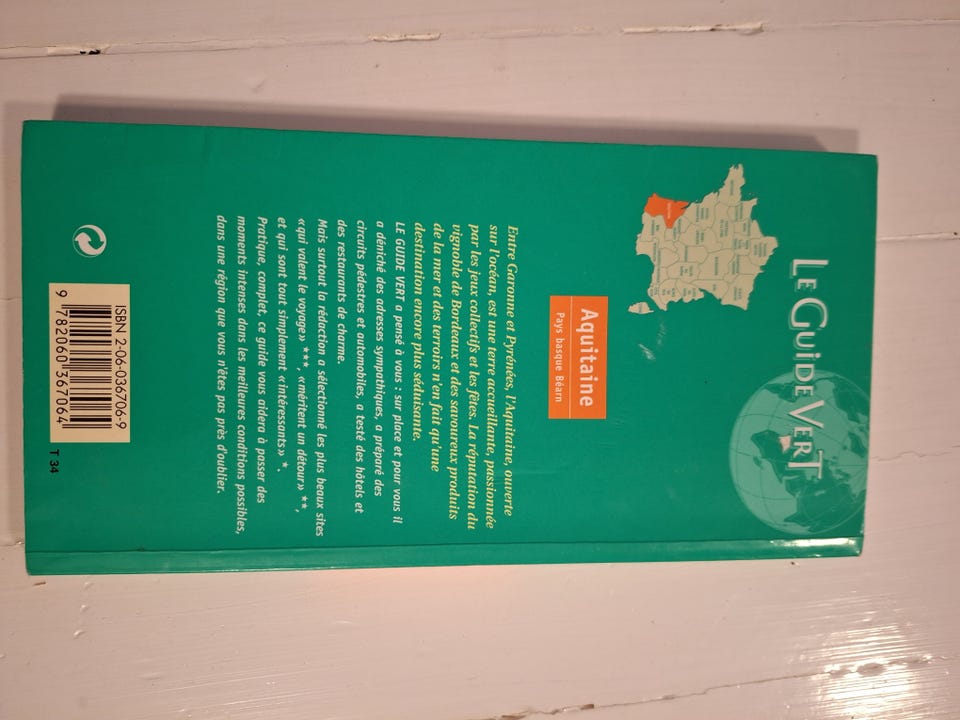 LE GUIDE VERT
Aquitaine
Pays basque Béarn
Entre Garonne et Pyrénées, l'Aquitaine, ouverte
sur l'océan, est une terre accueillante, passionnée
par les jeux collectifs et les fêtes. La réputation du
vignoble de Bordeaux et des savoureux produits
de la mer et des terroirs n'en fait qu'une
destination encore plus séduisante.
LE GUIDE VERT a pensé à vous : sur place et pour vous il
a déniché des adresses sympathiques, a préparé des
circuits pédestres et automobiles, a testé des hôtels et
des restaurants de charme.
Mais surtout la rédaction a sélectionné les plus beaux sites
«qui valent le voyage» ***, «méritent un détour» **,
et qui sont tout simplement «intéressants» *.
Pratique, complet, ce guide vous aidera à passer des
moments intenses dans les meilleures conditions possibles,
dans une région que vous n'êtes pas près d'oublier.
ISBN 2-06-036706-9
9 782060 367064
T 34